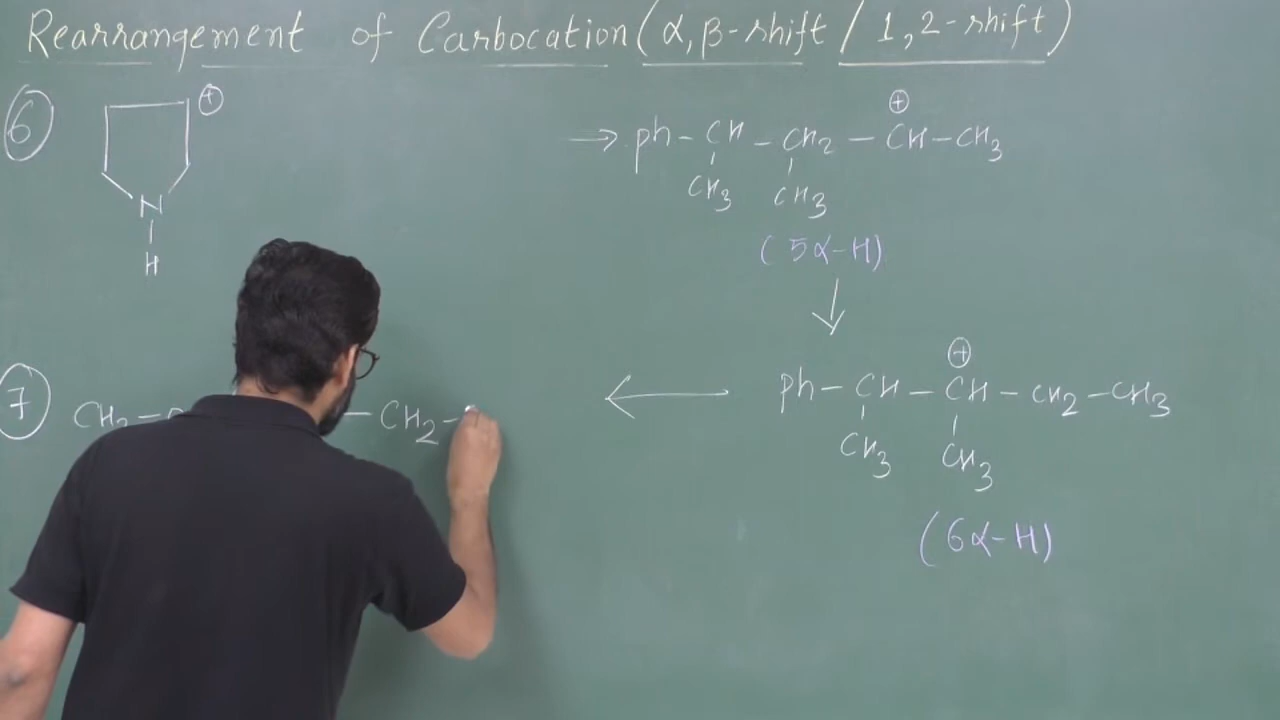 Rearrangement of Carbocation (α,β-shift / 1,2-shift)
6
⊕
N
H
→ ph - CH - CH2 - CH - CH3
⊕
CH3 CH3
(5α-H)
↓
7
CH2 - CH2 -
← ph - CH - CH - CH2 - CH3
⊕
CH3 CH3
(6α-H)